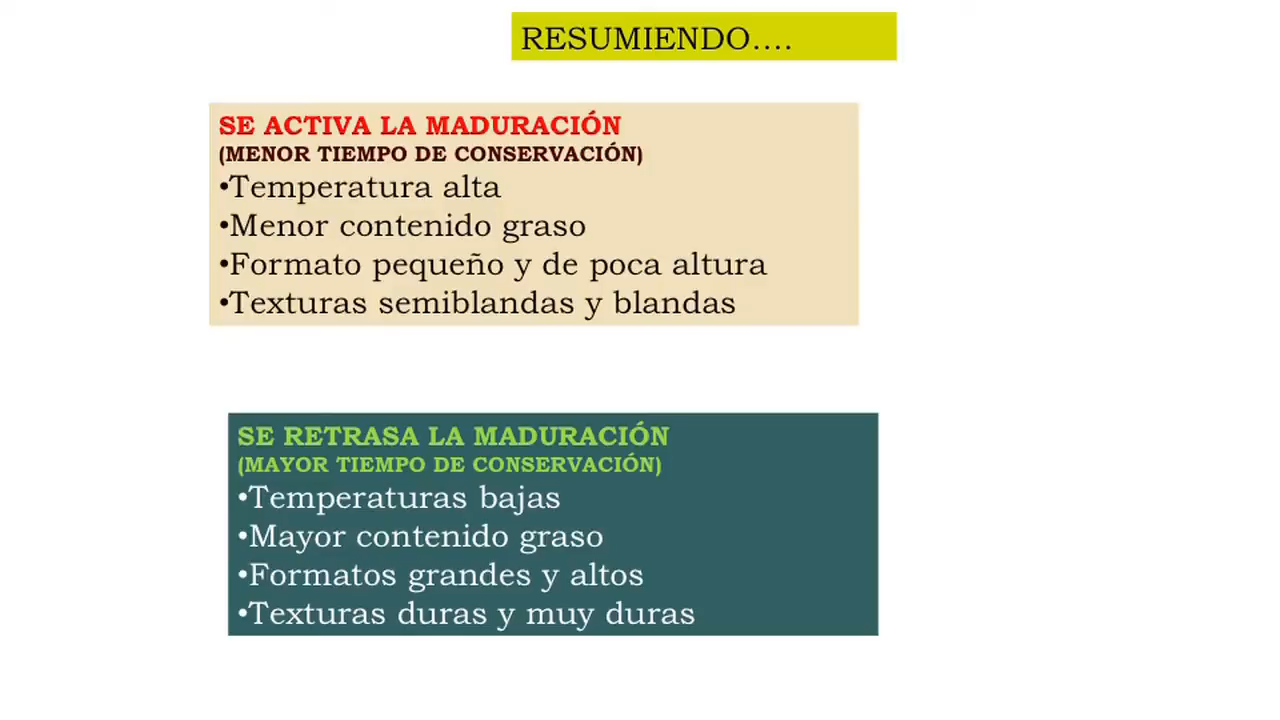 RESUMIENDO....
SE ACTIVA LA MADURACIÓN
(MENOR TIEMPO DE CONSERVACIÓN)
•Temperatura alta
•Menor contenido graso
•Formato pequeño y de poca altura
•Texturas semiblandas y blandas
SE RETRASA LA MADURACIÓN
(MAYOR TIEMPO DE CONSERVACIÓN)
•Temperaturas bajas
•Mayor contenido graso
•Formatos grandes y altos
•Texturas duras y muy duras